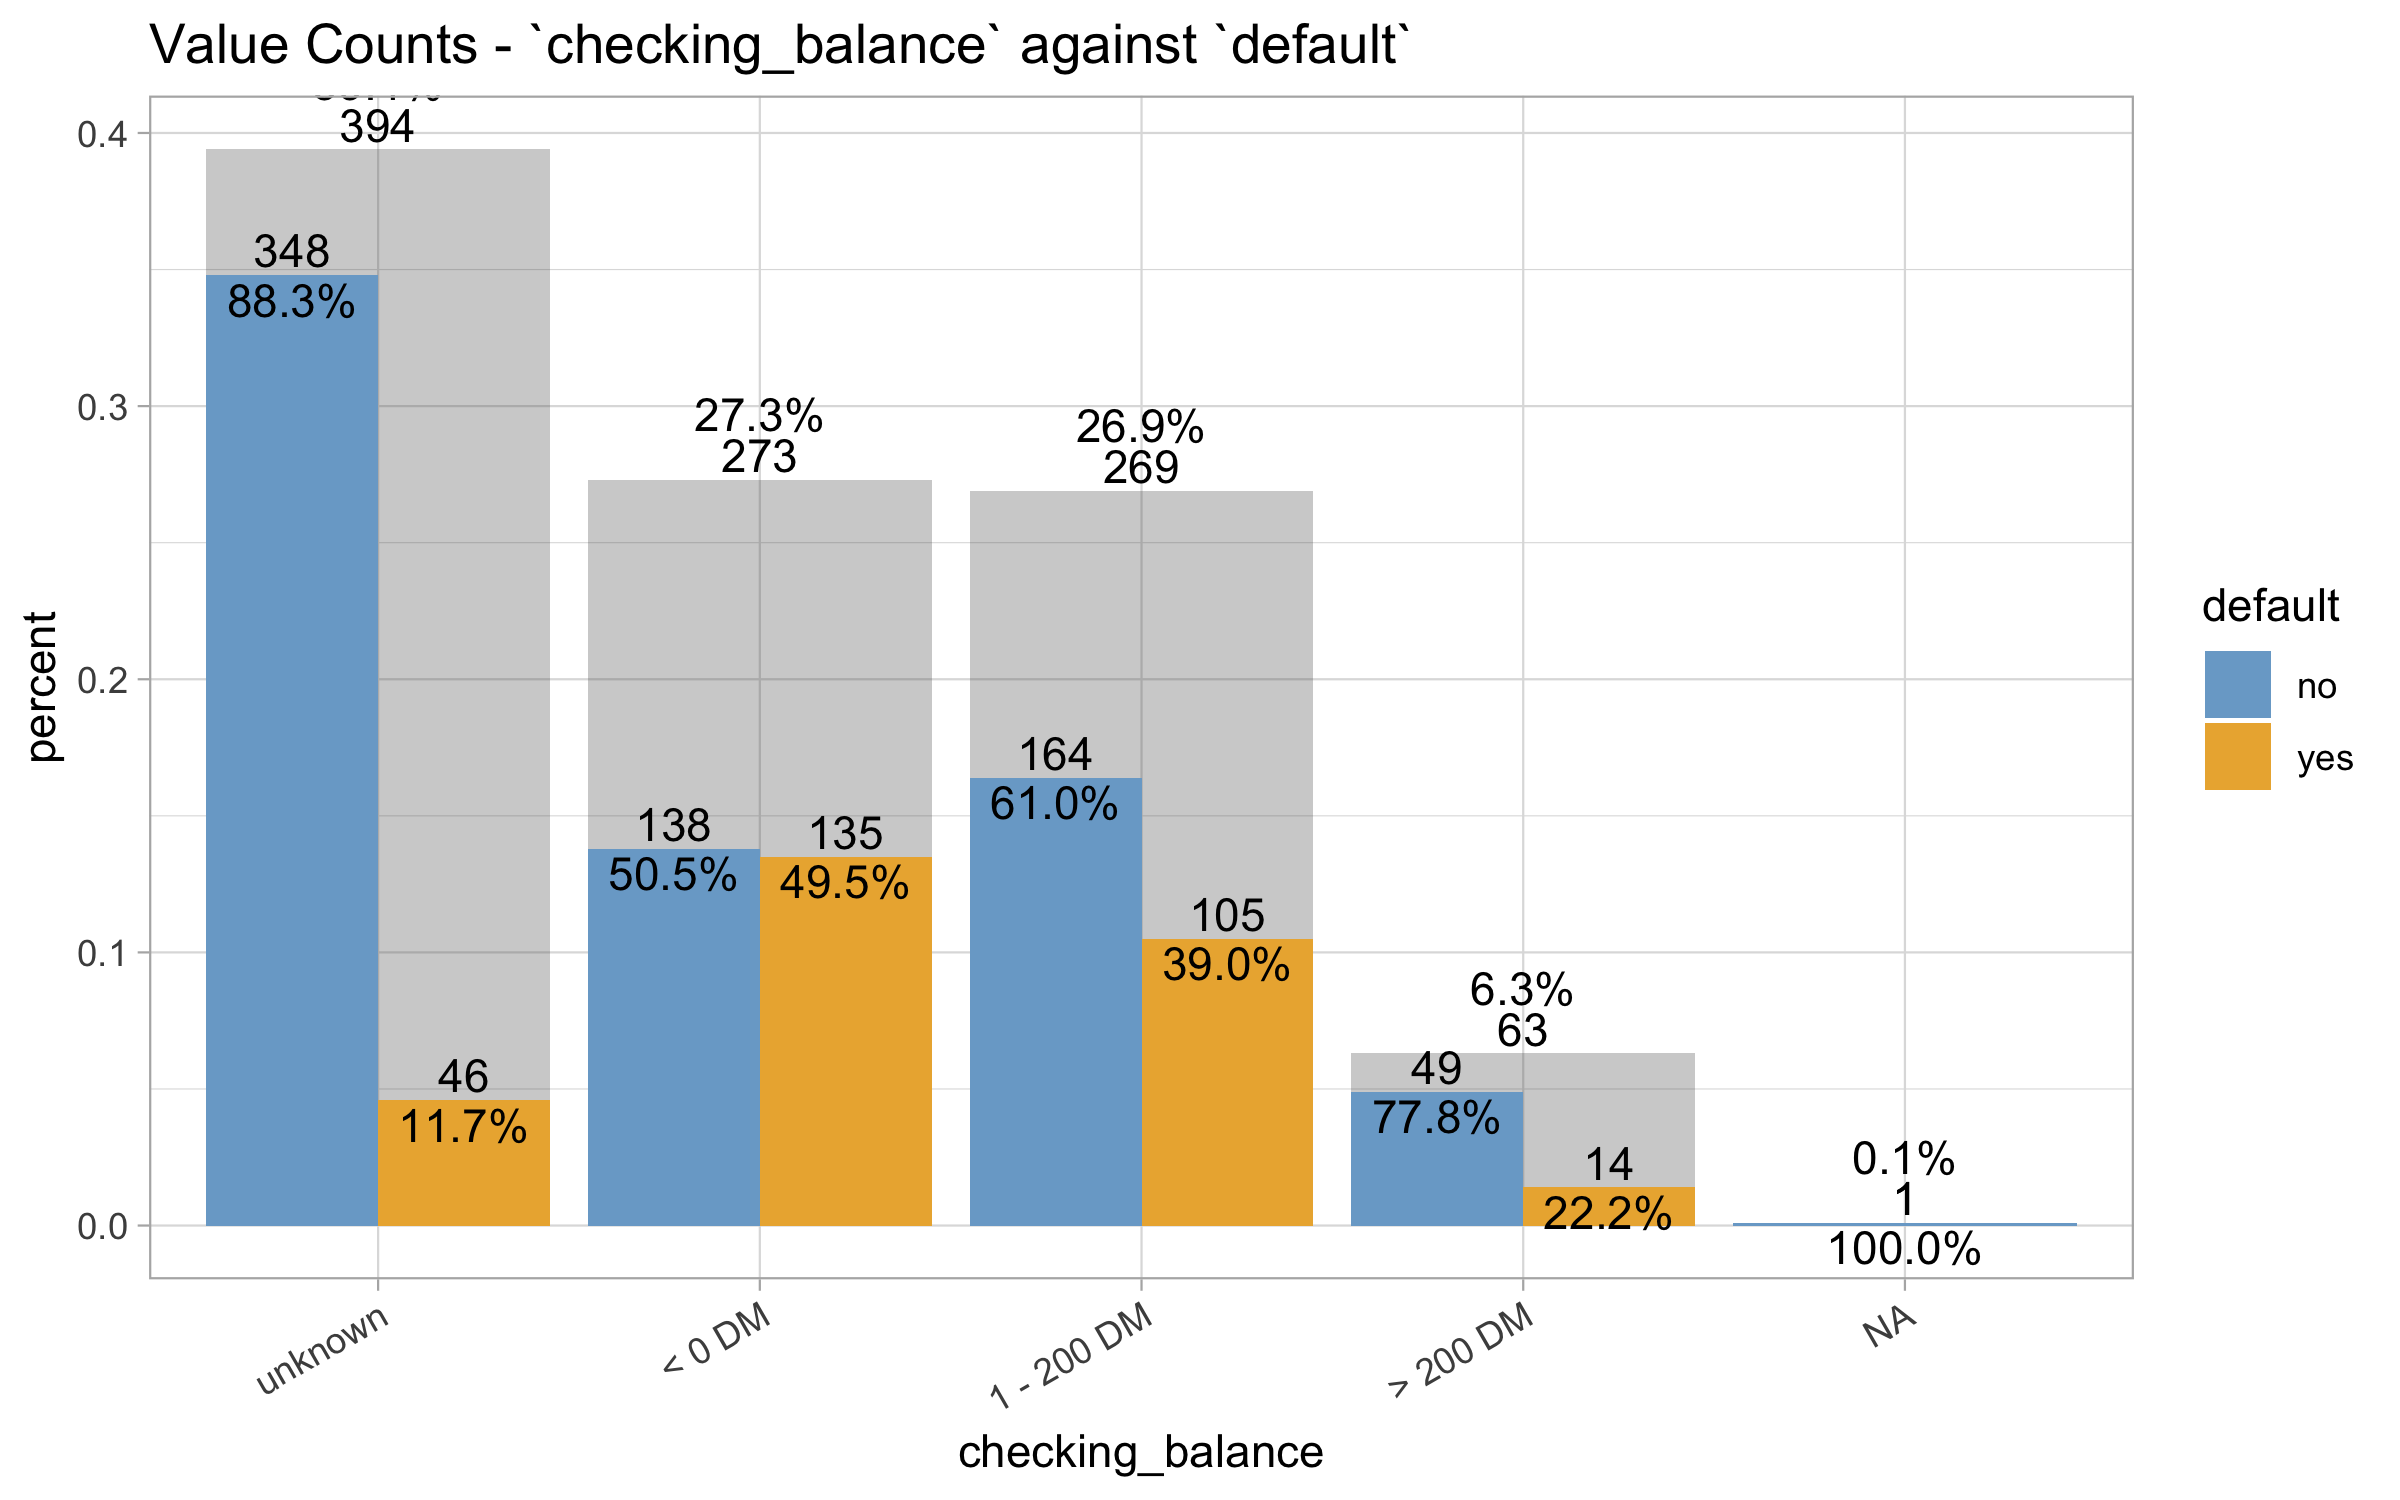 Value Counts - `checking_balance` against `default`
394
348
88.3%
46
11.7%
27.3%
273
138
50.5%
135
49.5%
26.9%
269
164
61.0%
105
39.0%
6.3%
63
49
77.8%
14
22.2%
0.1%
1
100.0%
0.4
0.3
0.2
0.1
0.0
percent
unknown
< 0 DM
1 - 200 DM
> 200 DM
NA
checking_balance
default
no
yes